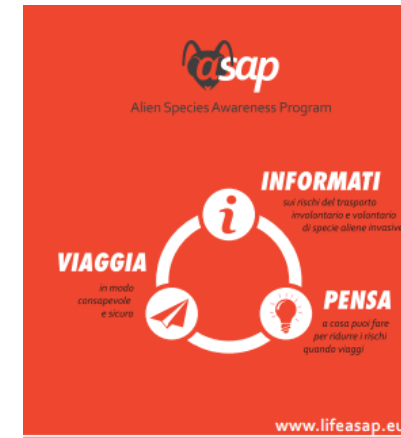 asap
Alien Species Awareness Program
INFORMATI
sui rischi del trasporto
involontario e volontario
di specie aliene invasive
VIAGGIA
in modo
consapevole
e sicuro
PENSA
a cosa puoi fare
per ridurre i rischi
quando viaggi
www.lifeasap.eu